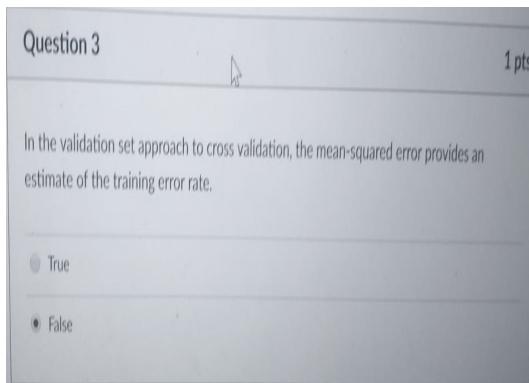 Question 3
1 pts
In the validation set approach to cross validation, the mean-squared error provides an
estimate of the training error rate.
True
False